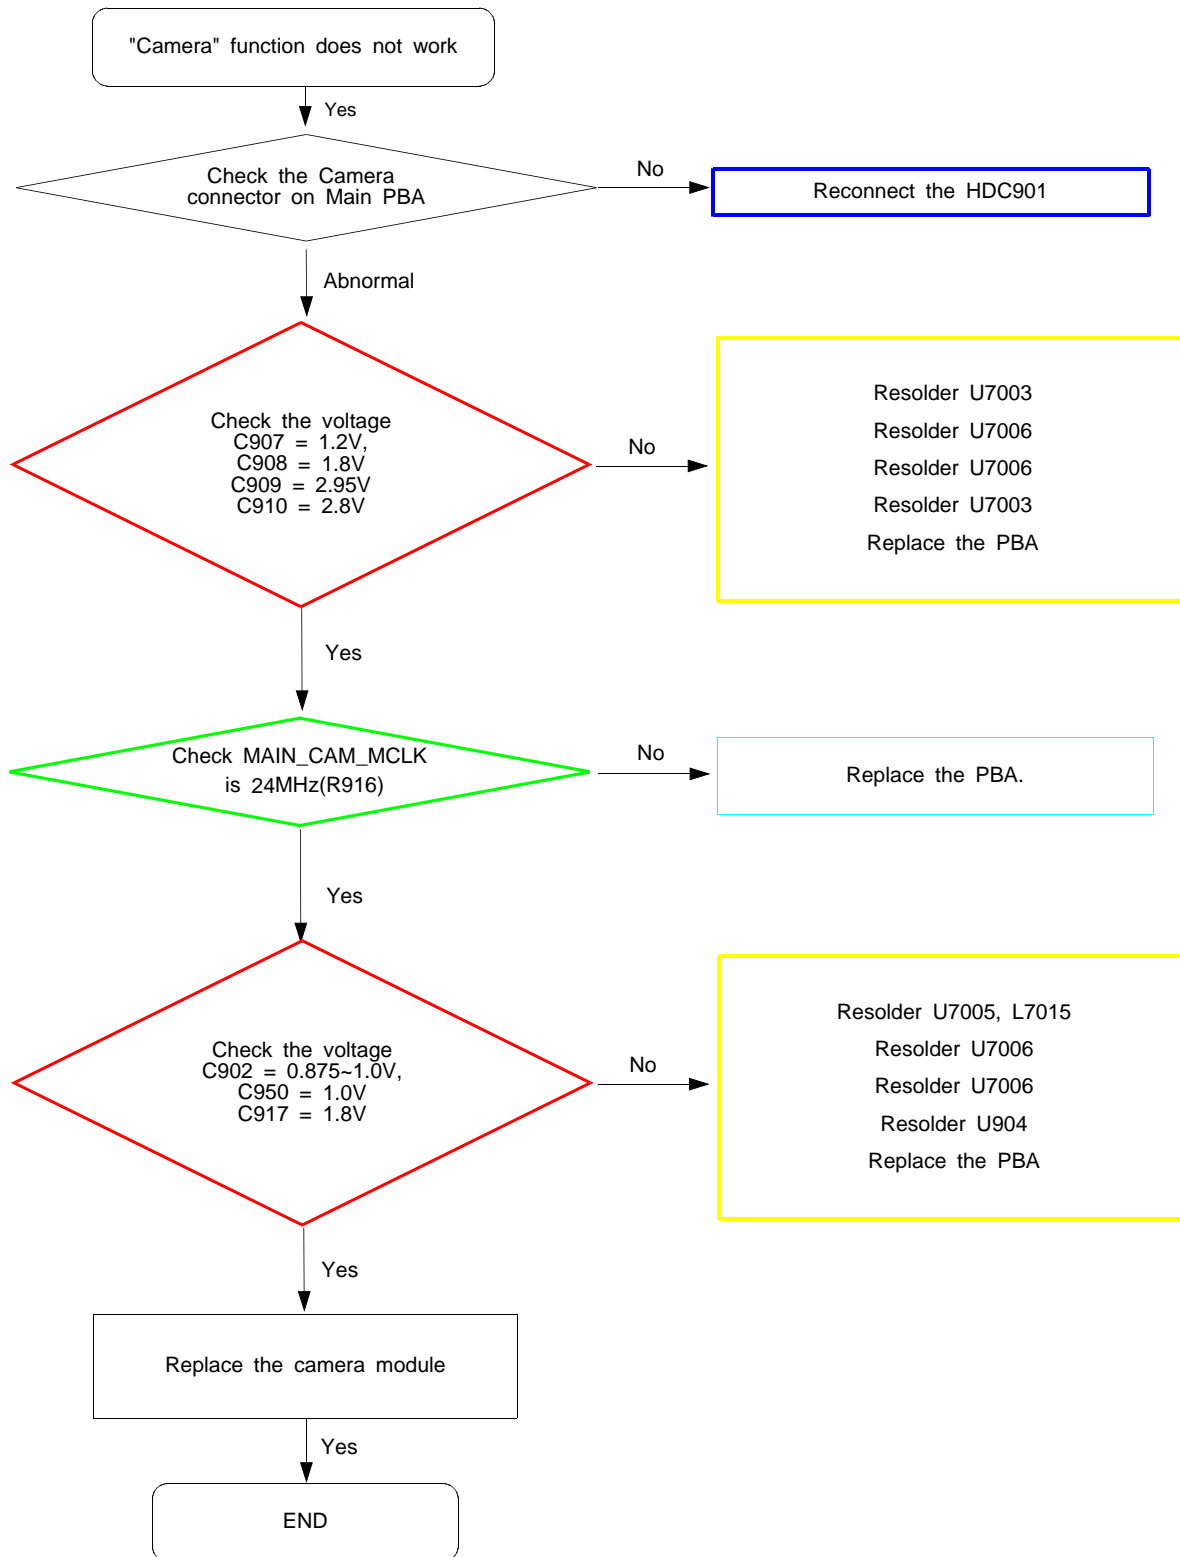 "Camera" function does not work
Yes
Check the Camera
connector on Main PBA
No
Reconnect the HDC901
Abnormal
Check the voltage
C907 = 1.2V,
C908 = 1.8V
C909 = 2.95V
C910 = 2.8V
No
Resolder U7003
Resolder U7006
Resolder U7006
Resolder U7003
Replace the PBA
Yes
Check MAIN_CAM_MCLK
is 24MHz(R916)
No
Replace the PBA.
Yes
Check the voltage
C902 = 0.875~1.0V,
C950 = 1.0V
C917 = 1.8V
No
Resolder U7005, L7015
Resolder U7006
Resolder U7006
Resolder U904
Replace the PBA
Yes
Replace the camera module
Yes
END